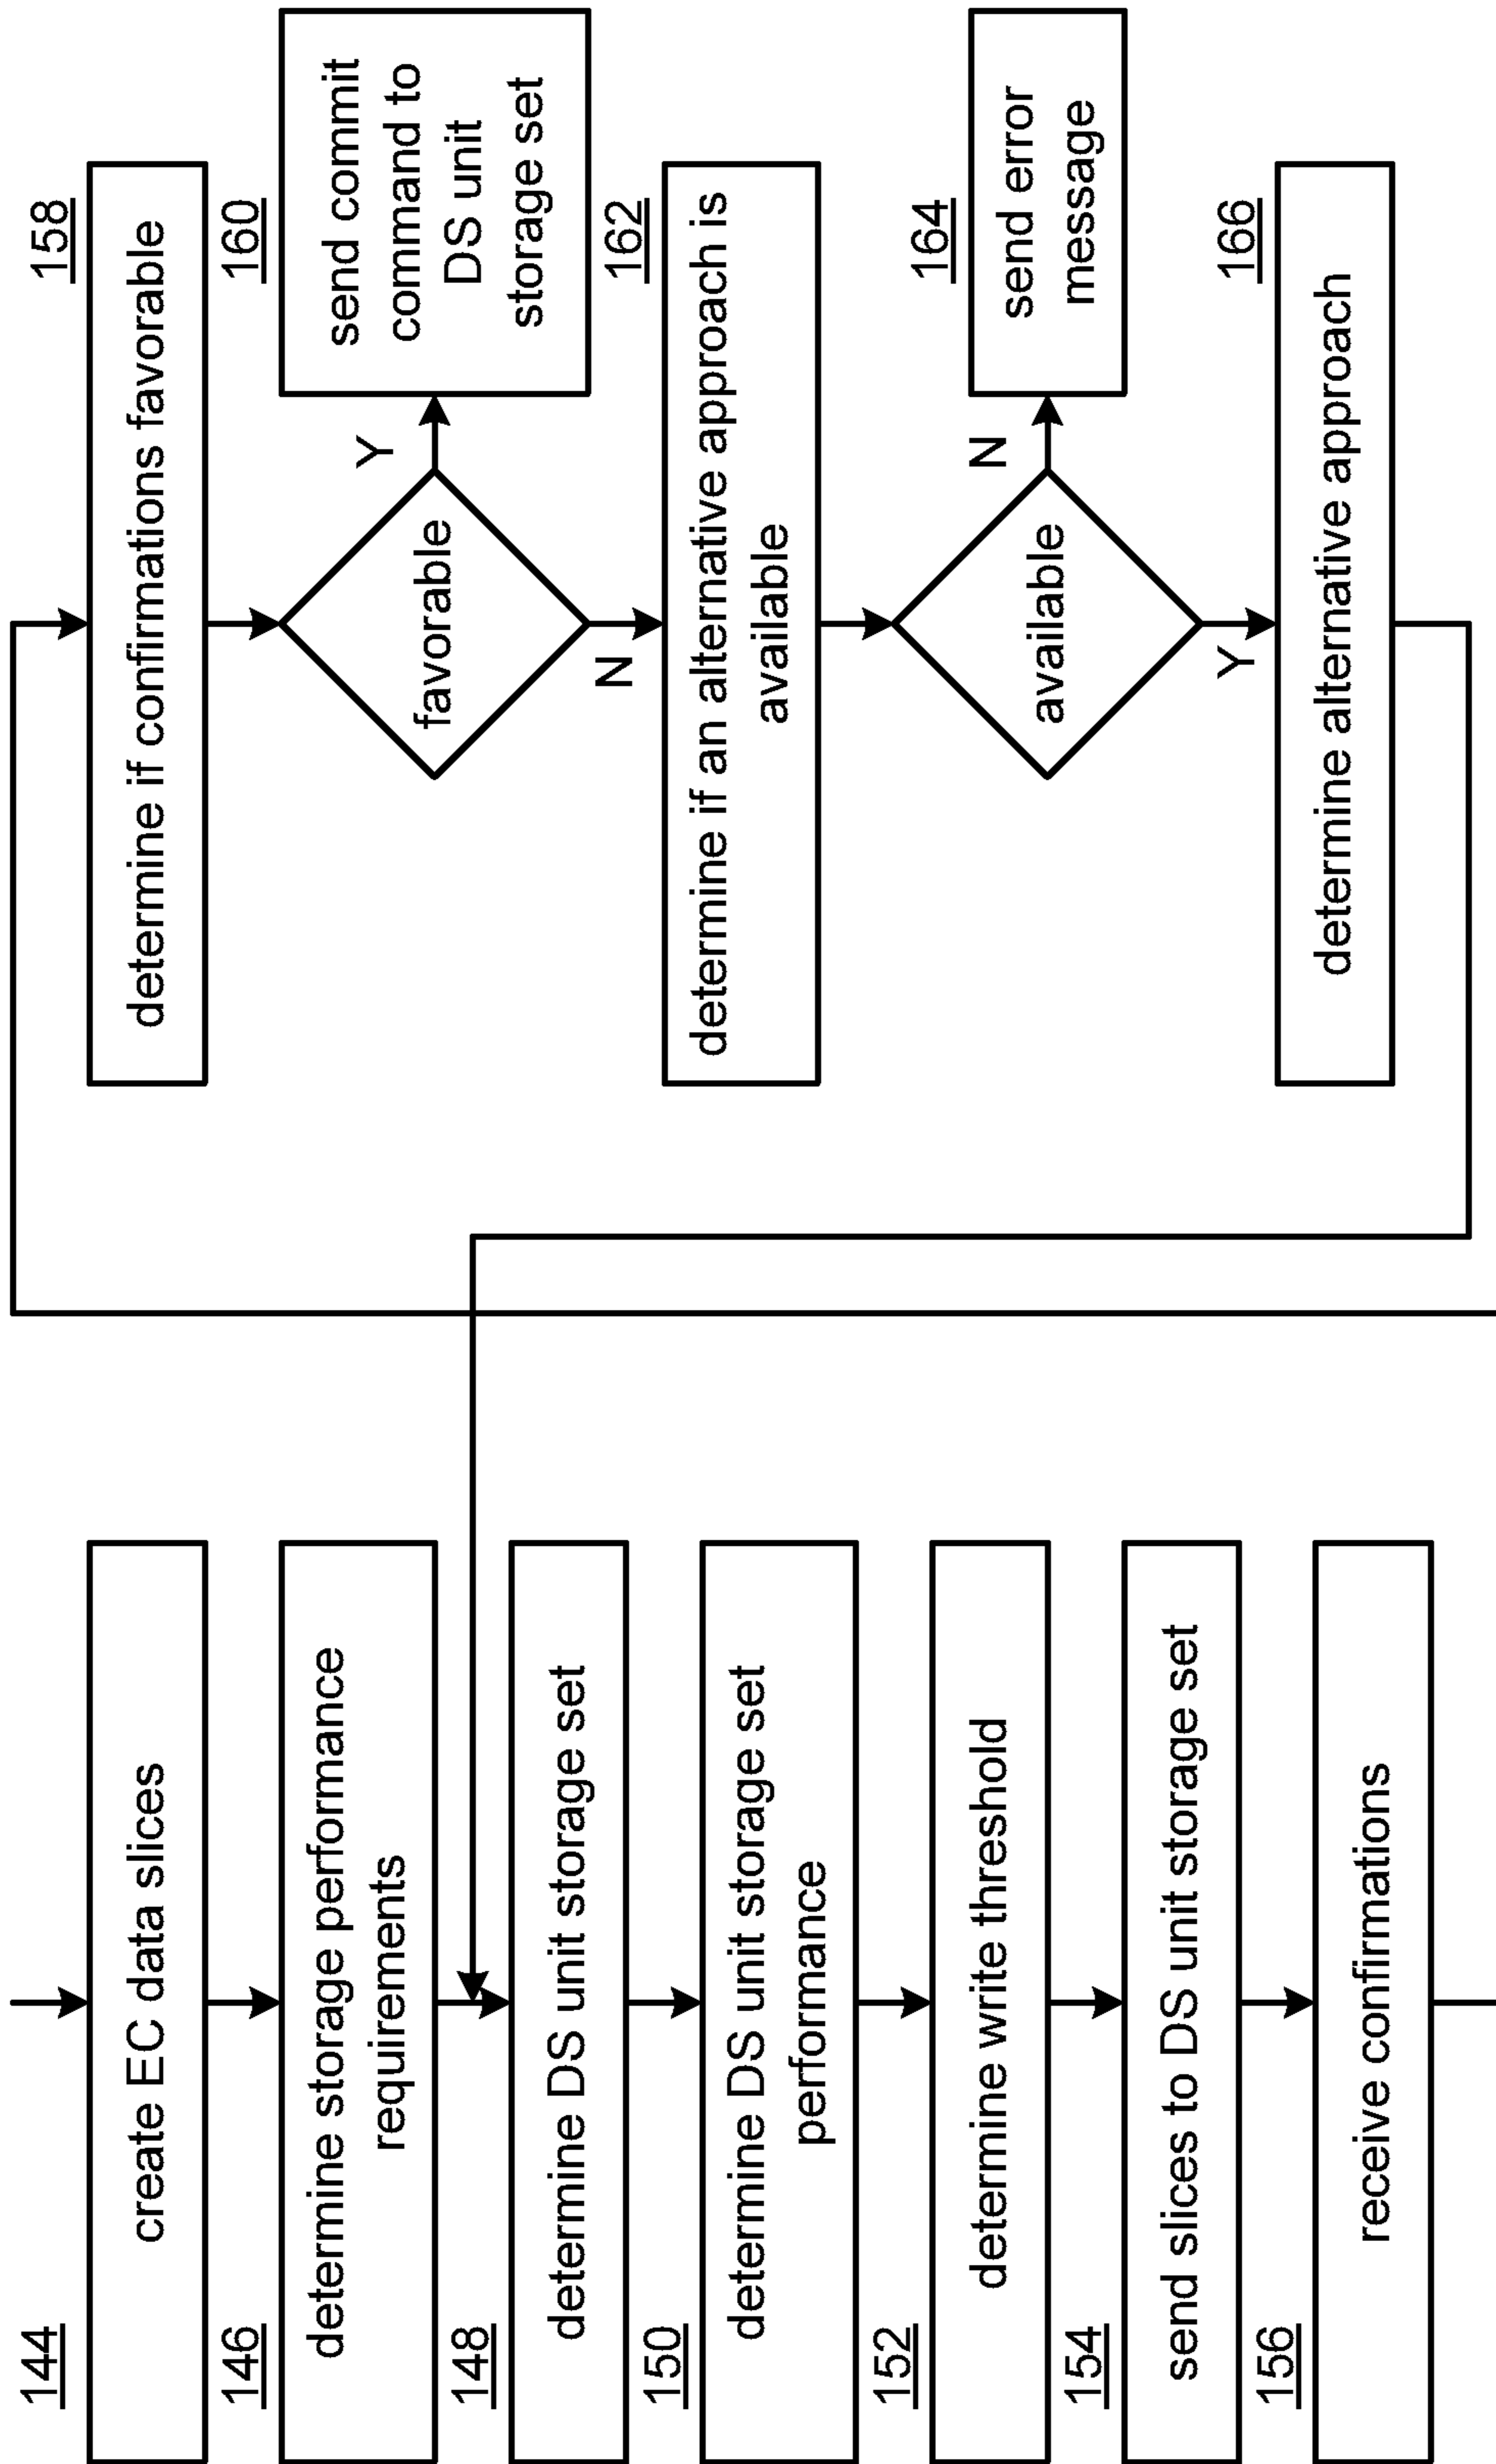 144
create EC data slices
146
determine storage performance
requirements
148
determine DS unit storage set
150
determine DS unit storage set
performance
152
determine write threshold
154
send slices to DS unit storage set
156
receive confirmations
158
determine if confirmations favorable
favorable
Y
160
send commit
command to
DS unit
storage set
N
162
determine if an alternative approach is
available
available
N
164
send error
message
Y
166
determine alternative approach